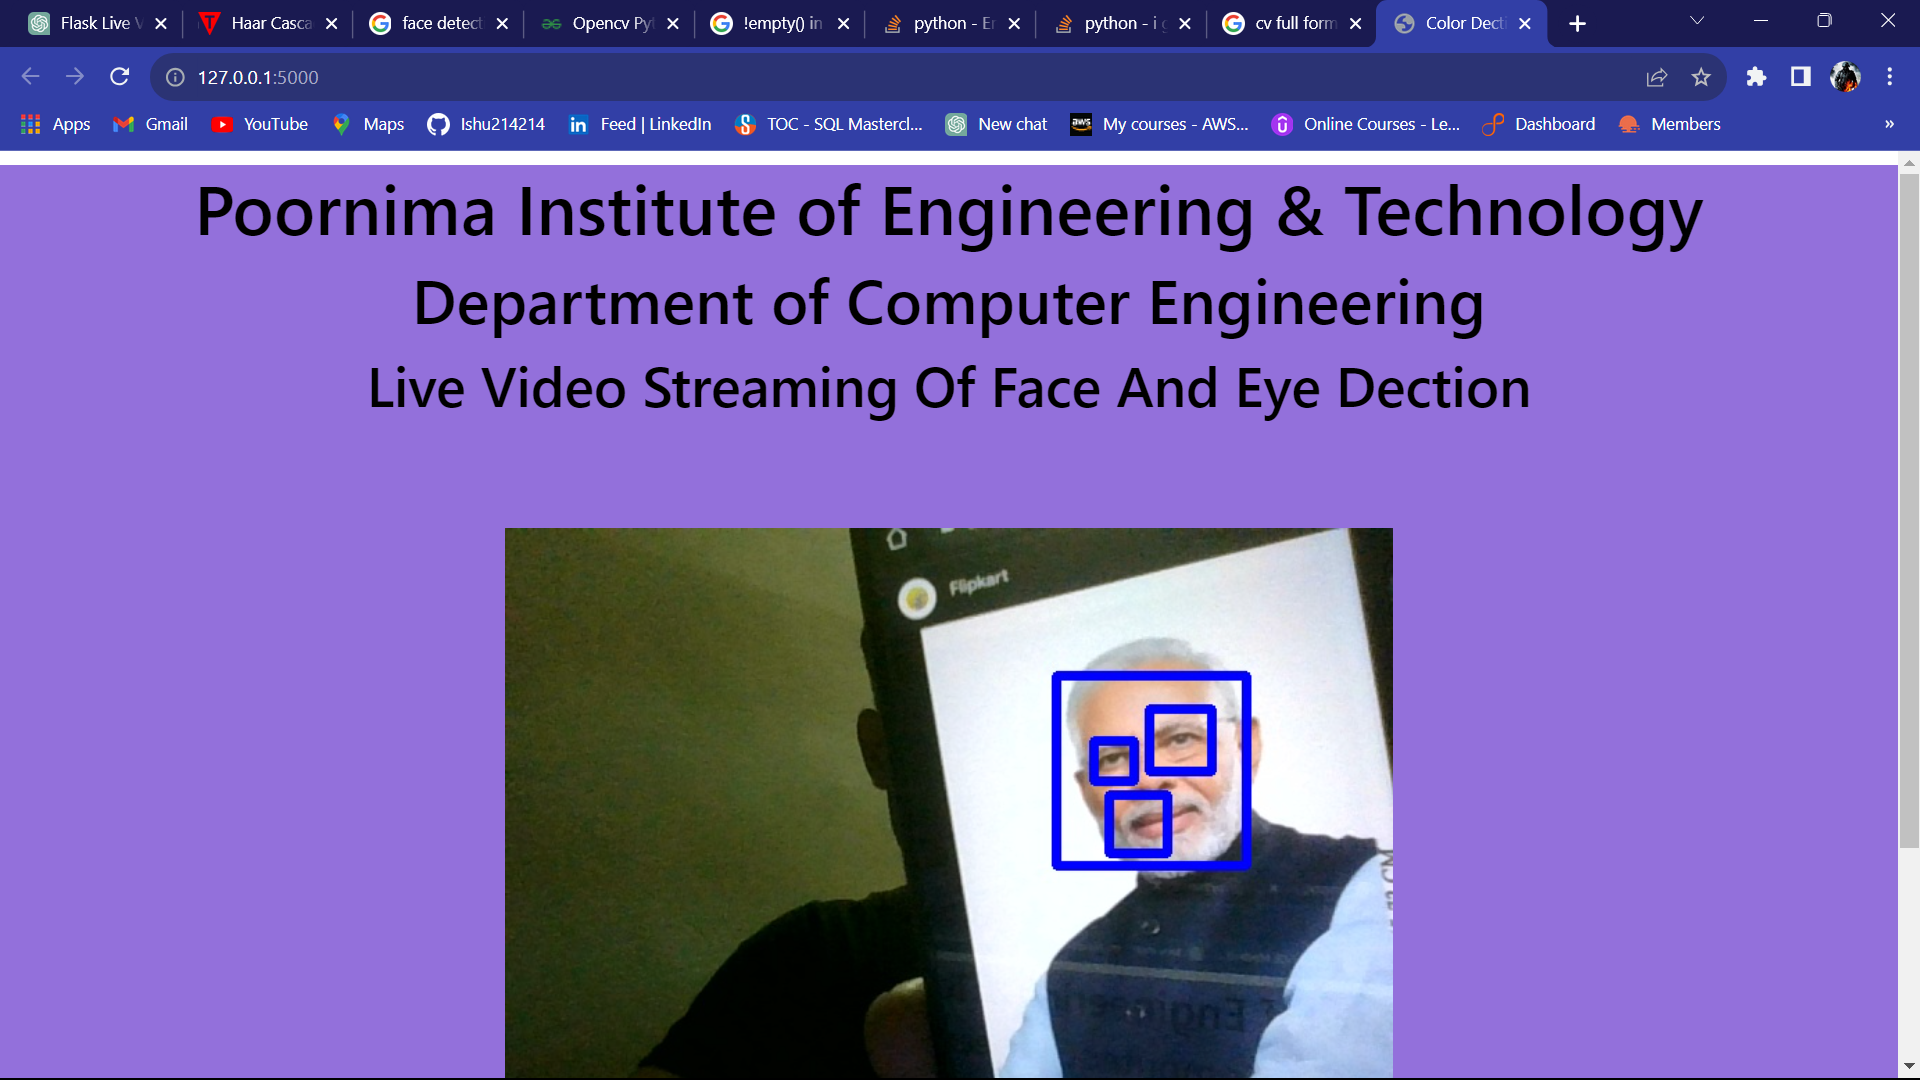 Flask Live V
Haar Casca
face detect
Opencv Pyt
!empty() in
python - Er
python - i g
cv full form
Color Decti
127.0.0.1:5000
Apps
Gmail
YouTube
Maps
Ishu214214
Feed | LinkedIn
TOC - SQL Mastercl...
New chat
aws
My courses - AWS...
Online Courses - Le...
Dashboard
Members
»
Poornima Institute of Engineering & Technology
Department of Computer Engineering
Live Video Streaming Of Face And Eye Dection
Flipkart